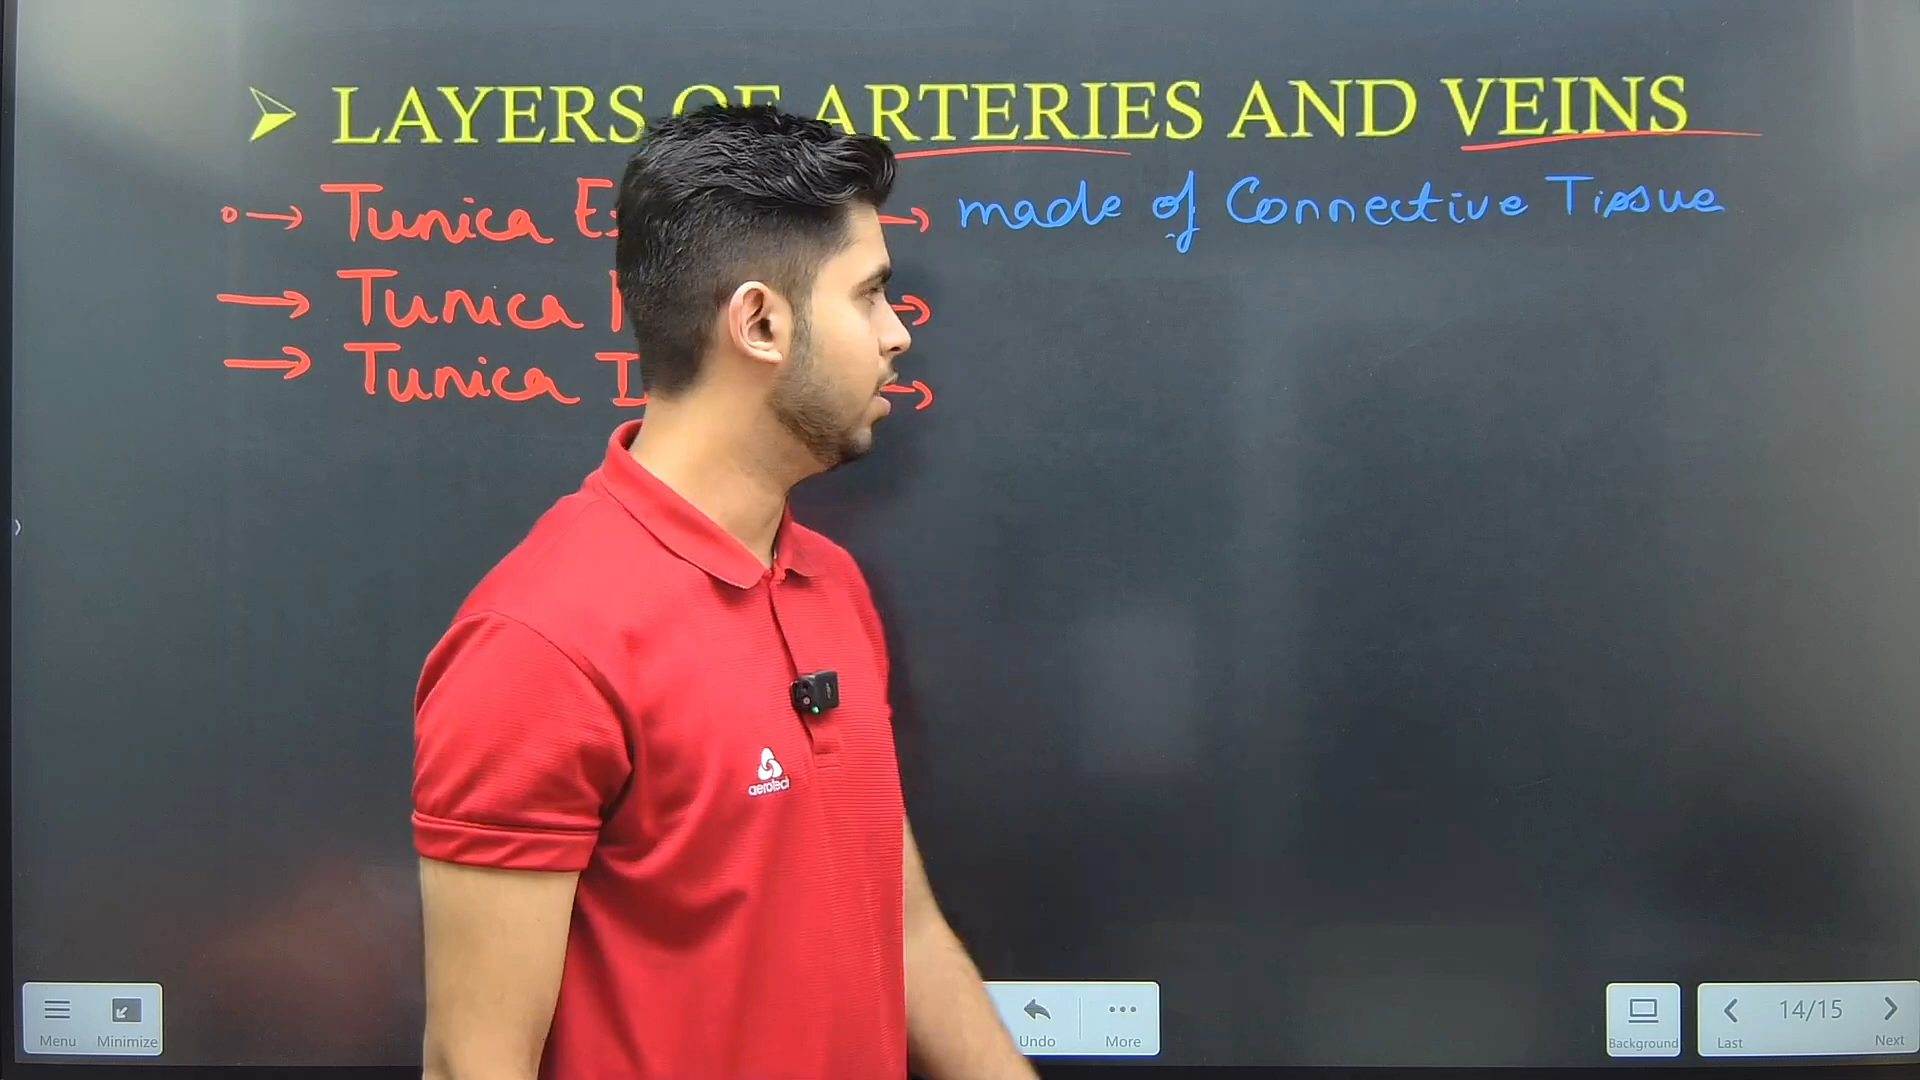 ➢ LAYERS OF ARTERIES AND VEINS
→ Tunica → made of Connective Tissue
→ Tunica →
→ Tunica →
aerotect
Menu
Minimize
Undo
More
Background
Last
14/15
Next